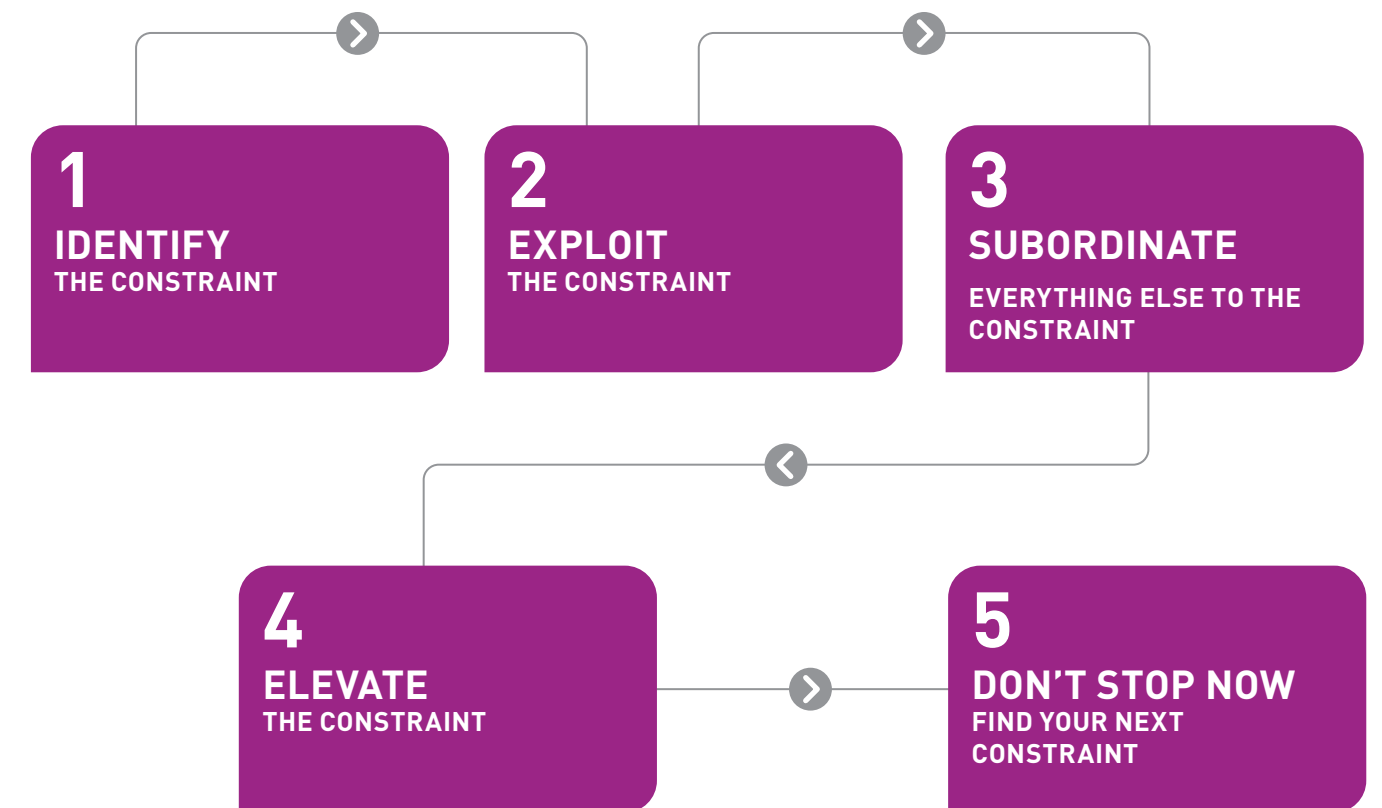 1
IDENTIFY
THE CONSTRAINT
2
EXPLOIT
THE CONSTRAINT
3
SUBORDINATE
EVERYTHING ELSE TO THE
CONSTRAINT
4
ELEVATE
THE CONSTRAINT
5
DON’T STOP NOW
FIND YOUR NEXT
CONSTRAINT